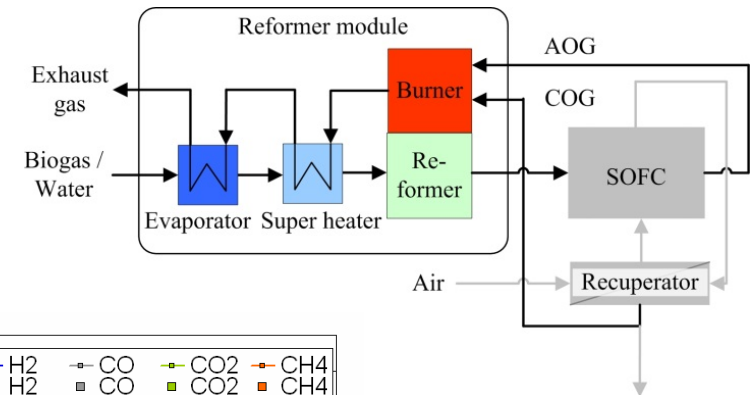 Reformer module
AOG
Exhaust
gas
Burner
COG
Biogas /
Water
Re-
former
SOFC
Evaporator
Super heater
Air
Recuperator
H2 CO CO2 CH4
H2 CO CO2 CH4